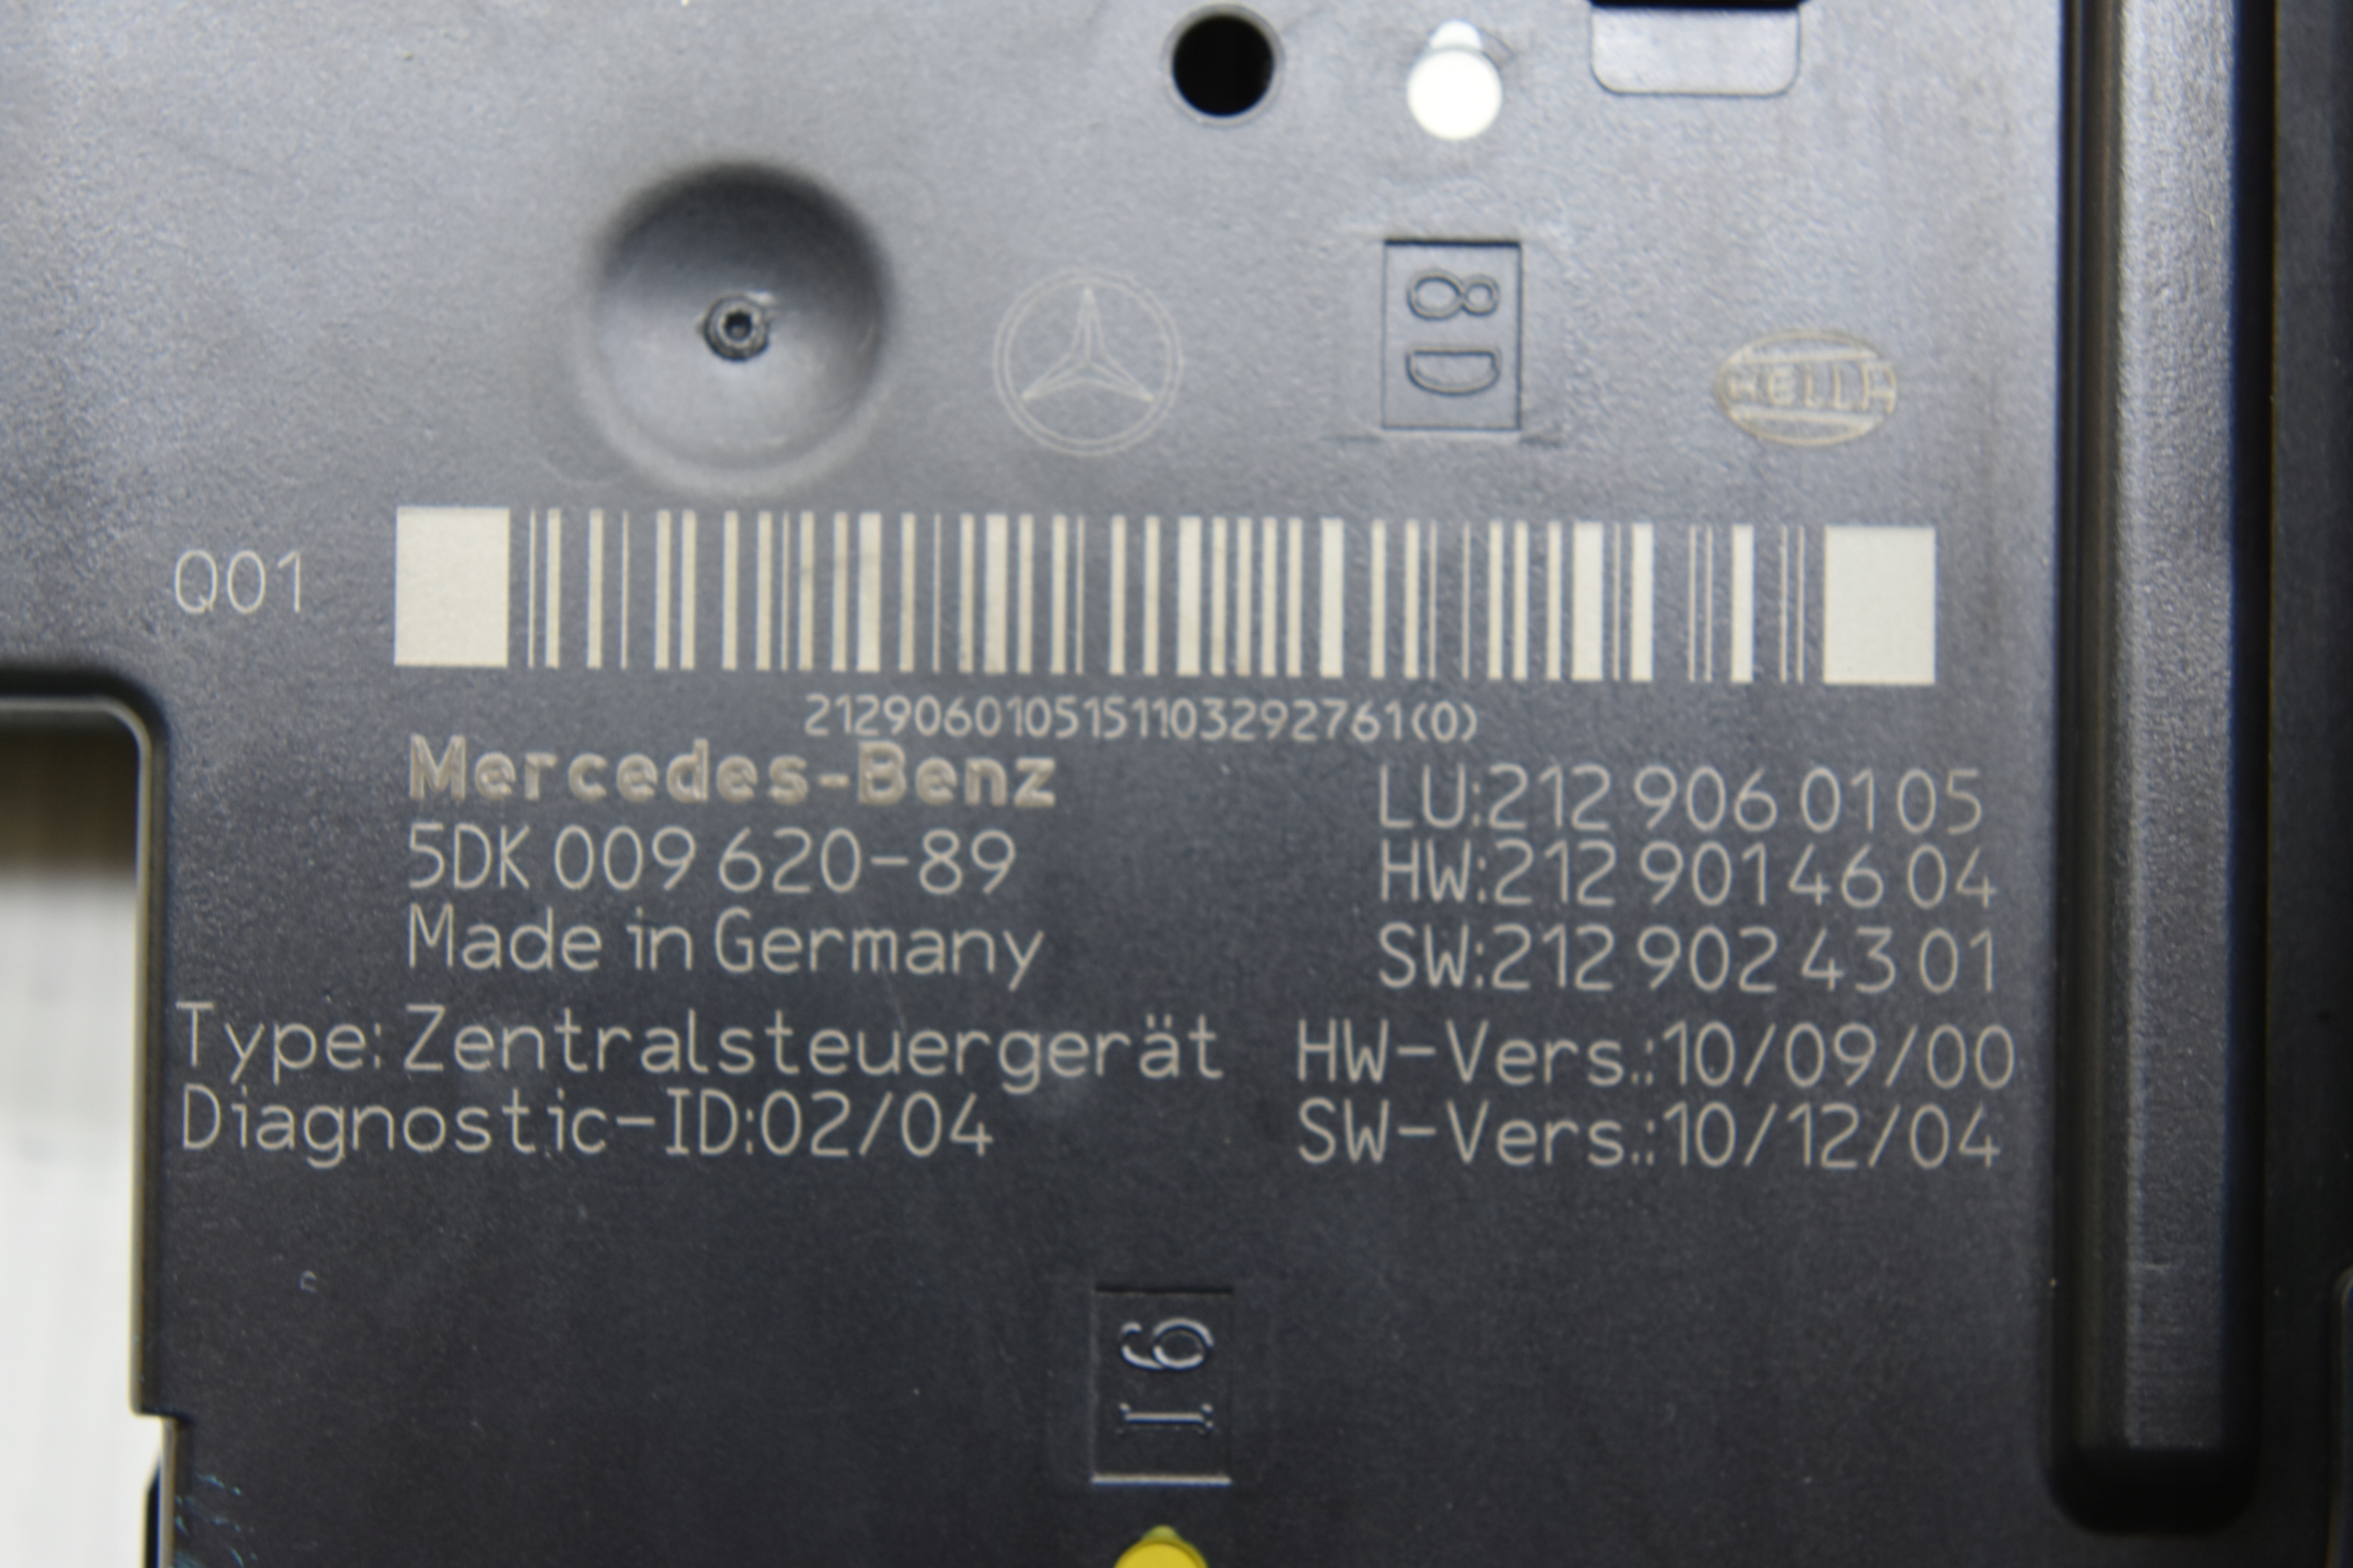 8D
HELLA
Q01
2129060105151103292761(0)
Mercedes-Benz
5DK 009 620-89
Made in Germany
LU:212 906 01 05
HW:212 901 46 04
SW:212 902 43 01
Type: Zentralsteuergerät
Diagnostic-ID:02/04
HW-Vers.:10/09/00
SW-Vers.:10/12/04